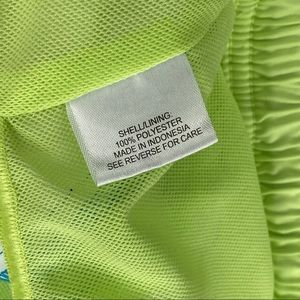 SHELL/LINING:
100% POLYESTER
MADE IN INDONESIA
SEE REVERSE FOR CARE